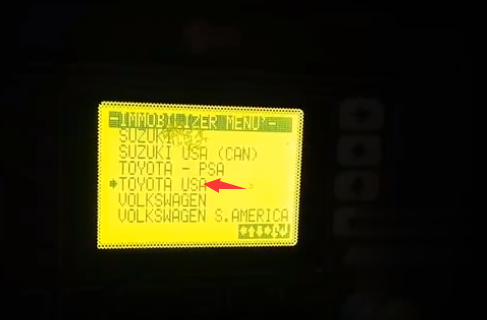 -IMMOBILIZER MENU-
SUZUKI
SUZUKI USA (CAN)
TOYOTA - PSA
TOYOTA USA
VOLKSWAGEN
VOLKSWAGEN S.AMERICA